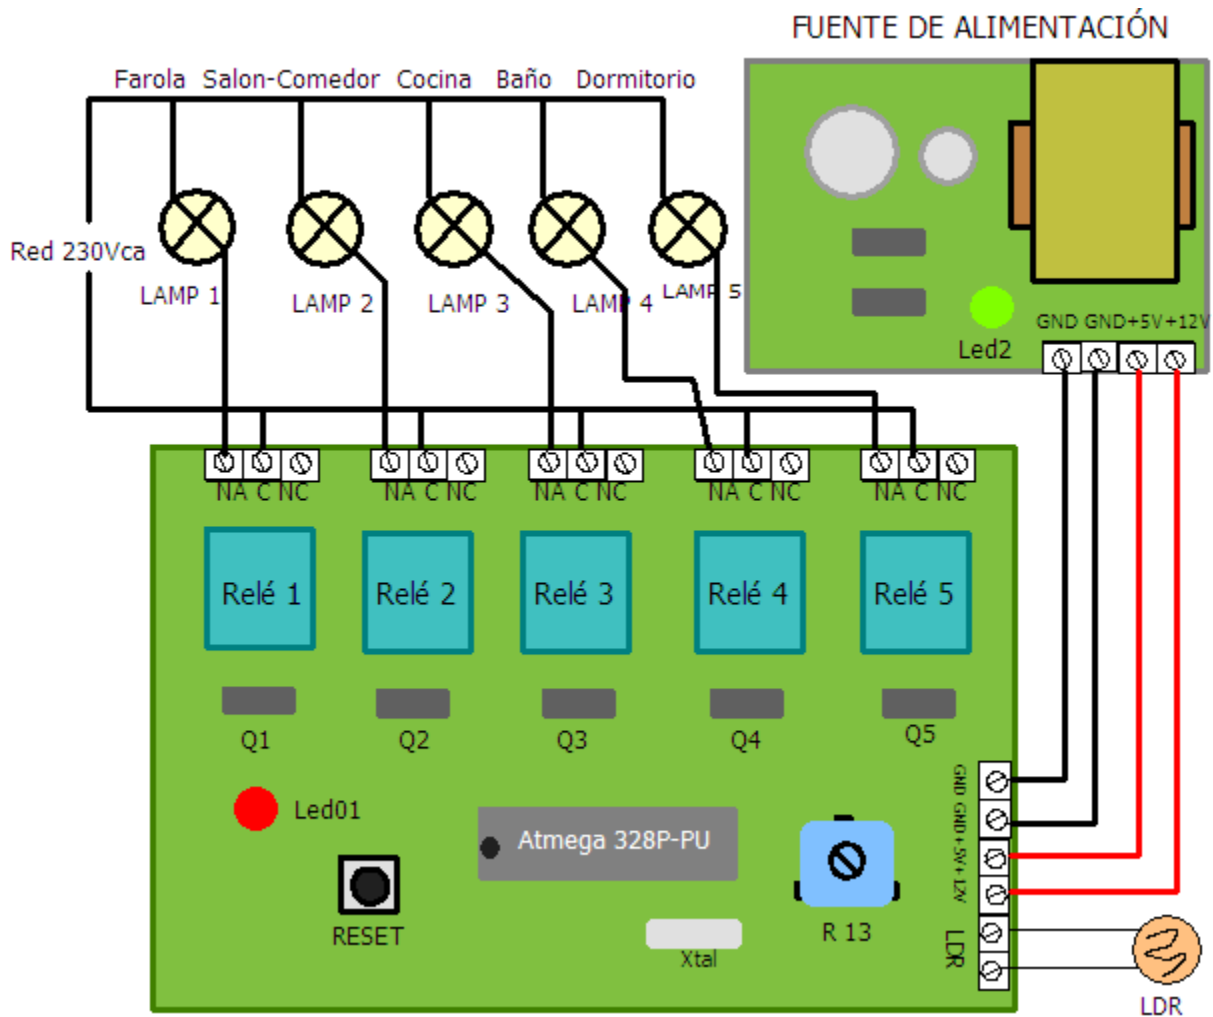 FUENTE DE ALIMENTACIÓN
Farola Salon-Comedor Cocina Baño Dormitorio
Red 230Vca
LAMP 1
LAMP 2
LAMP 3
LAMP 4
LAMP 5
Led2
GND GND+5V+12V
NA C NC
NA C NC
NA C NC
NA C NC
NA C NC
Relé 1
Relé 2
Relé 3
Relé 4
Relé 5
Q1
Q2
Q3
Q4
Q5
Led01
Atmega 328P-PU
RESET
Xtal
R 13
GND GND+5V+12V
LDR
LDR